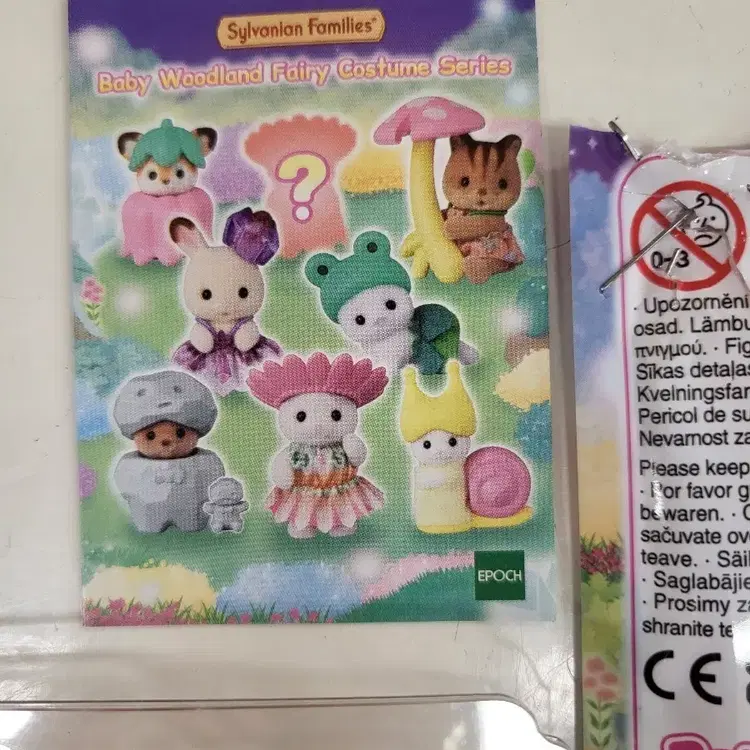 Sylvanian Families
Baby Woodland Fairy Costume Series
?
EPOCH
0-3
· Upozornění
osad. Lämbu
πνιγμού. · Fig
Sīkas detaļas
Kvelningsfar
Pericol de su
Nevarnost za
Please keep
· Por favor g
bewaren. ·
sačuvate ov
teave. · Säil
· Saglabājie
· Prosimy za
shranite te
CE